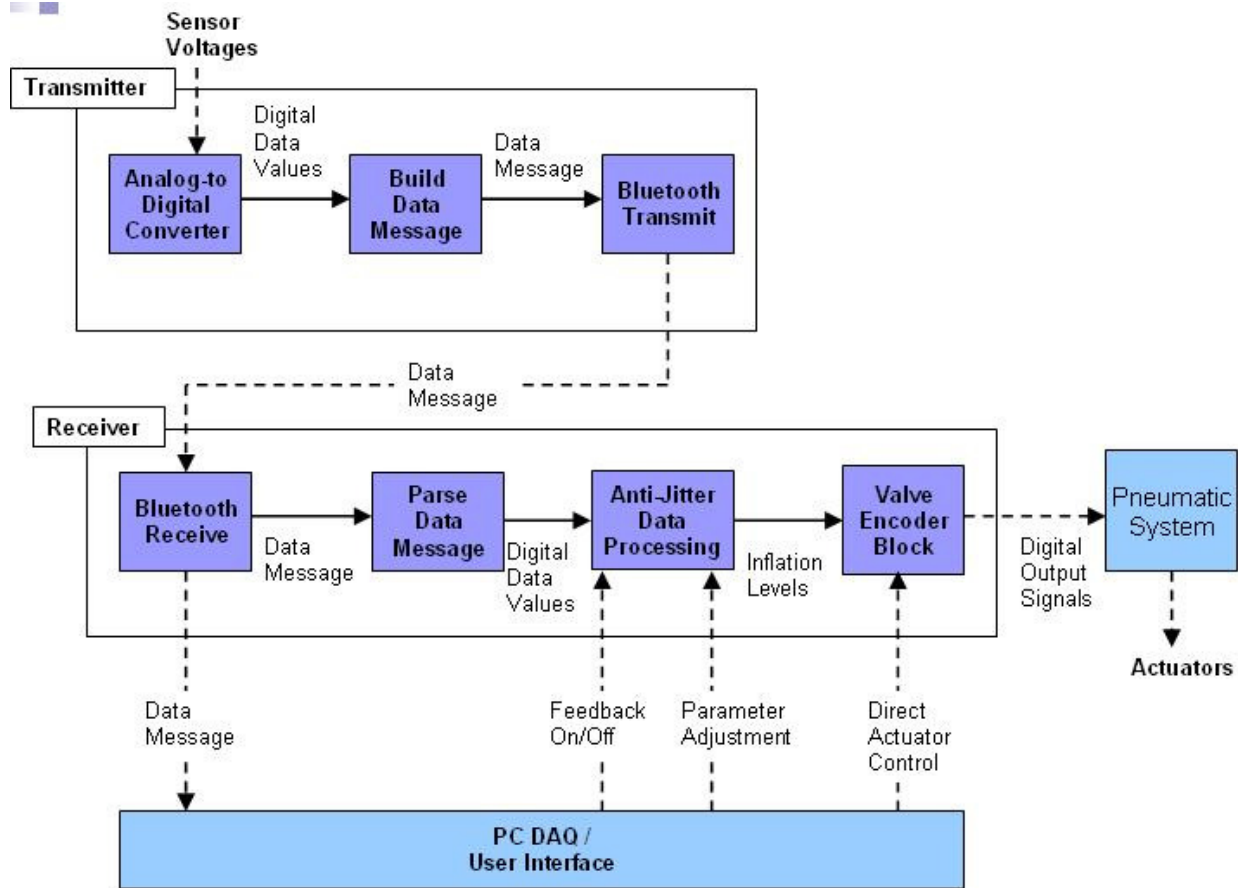 Sensor
Voltages
Transmitter
Digital
Data
Values
Data
Message
Analog-to
Digital
Converter
Build
Data
Message
Bluetooth
Transmit
Data
Message
Receiver
Bluetooth
Receive
Data
Message
Parse
Data
Message
Digital
Data
Values
Anti-Jitter
Data
Processing
Inflation
Levels
Valve
Encoder
Block
Digital
Output
Signals
Pneumatic
System
Actuators
Data
Message
Feedback
On/Off
Parameter
Adjustment
Direct
Actuator
Control
PC DAQ /
User Interface